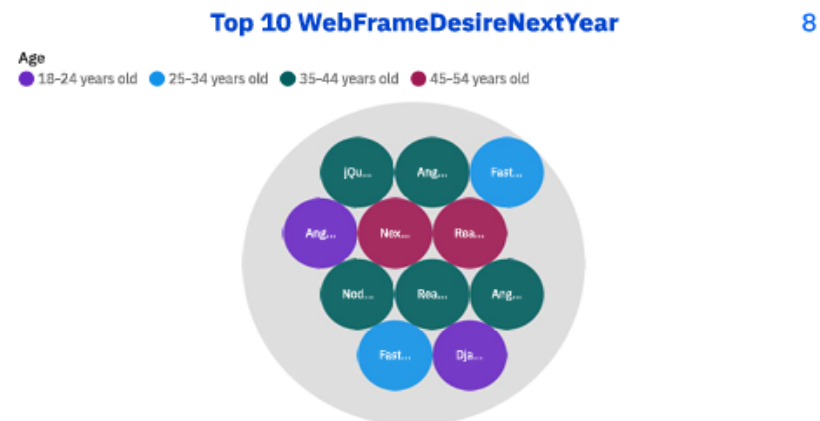 Top 10 WebFrameDesireNextYear 8
Age
18-24 years old 25-34 years old 35-44 years old 45-54 years old
jQu... Ang... Fast...
Ang... Nex... Rea...
Nod... Rea... Ang...
Fast... Dja...